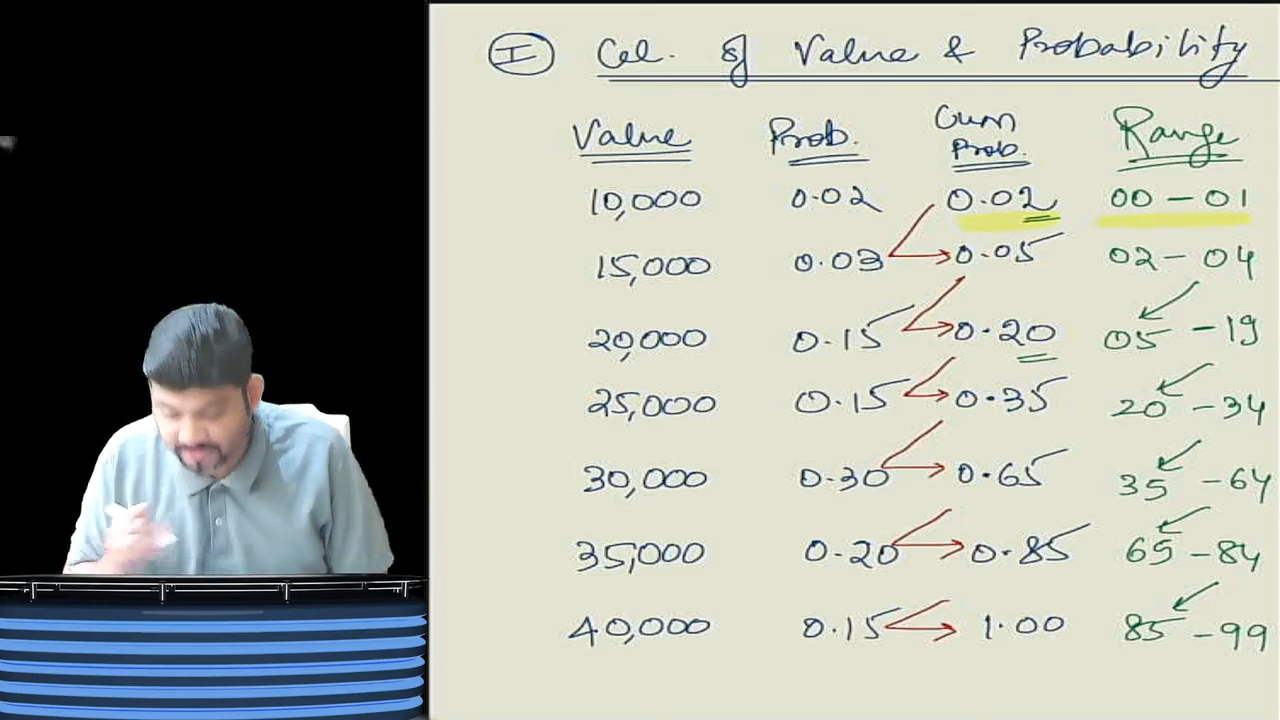 I Cal. of Value & Probability
Value Prob. Cum Prob. Range
10,000 0.02 0.02 00 - 01
15,000 0.03 0.05 02 - 04
20,000 0.15 0.20 05 - 19
25,000 0.15 0.35 20 - 34
30,000 0.30 0.65 35 - 64
35,000 0.20 0.85 65 - 84
40,000 0.15 1.00 85 - 99